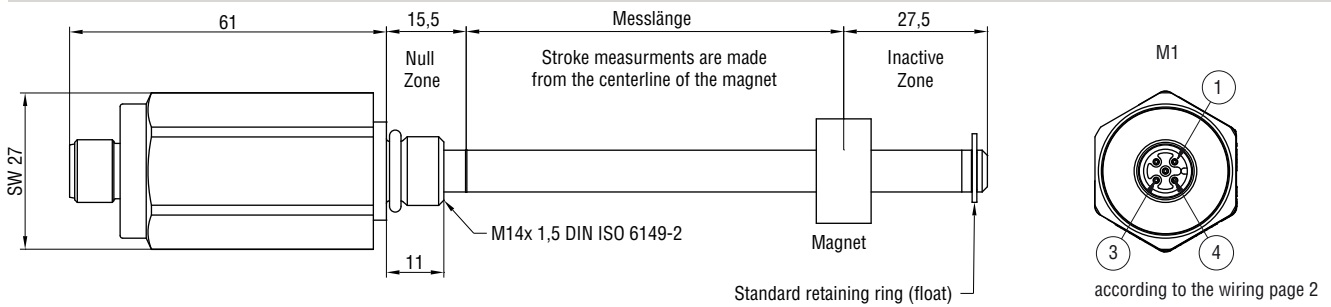 61
15,5
Messlänge
27,5
Null
Zone
Stroke measurments are made
from the centerline of the magnet
Inactive
Zone
M1
1
SW 27
M14x 1,5 DIN ISO 6149-2
11
Magnet
3
4
Standard retaining ring (float)
according to the wiring page 2